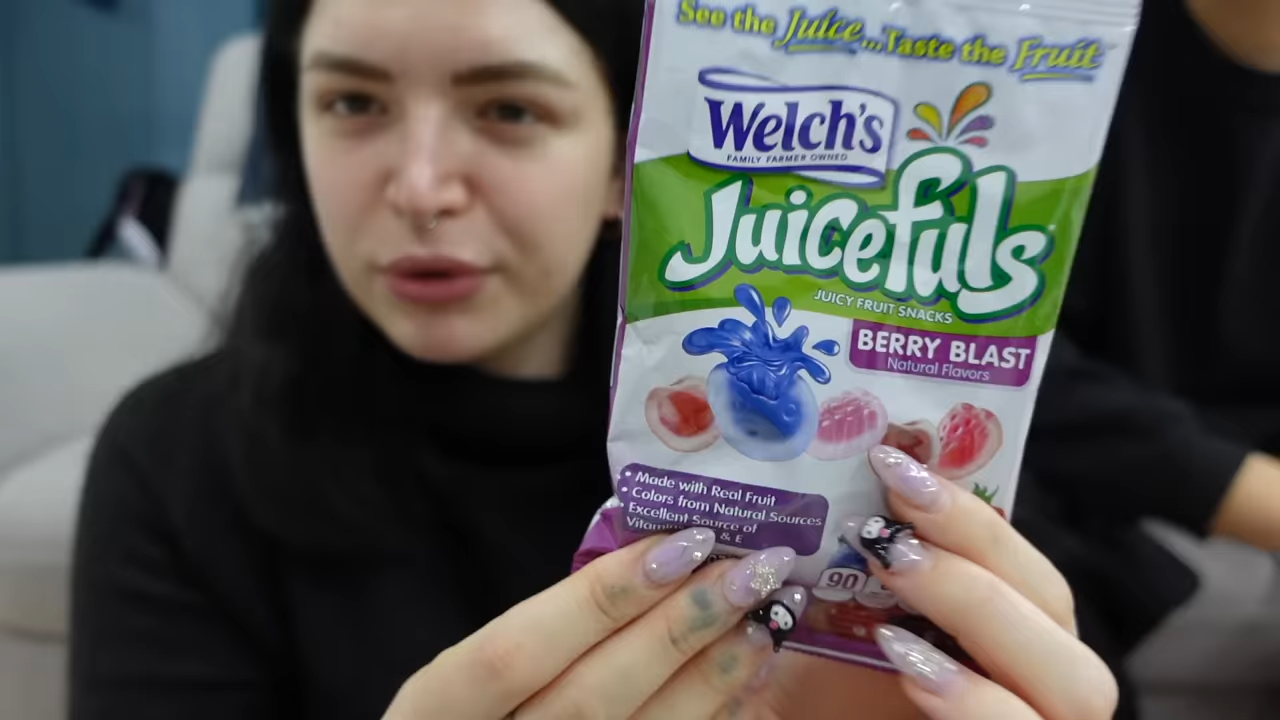 See the Juice...Taste the Fruit
Welch's
FAMILY FARMER OWNED
Juicefuls
JUICY FRUIT SNACKS
BERRY BLAST
Natural Flavors
• Made with Real Fruit
• Colors from Natural Sources
Excellent Source of
& E
90